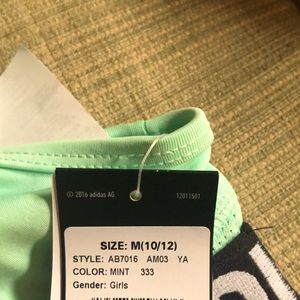 © 2016 adidas AG.
12011501
SIZE: M(10/12)
STYLE: AB7016 AM03 YA
COLOR: MINT 333
Gender: Girls